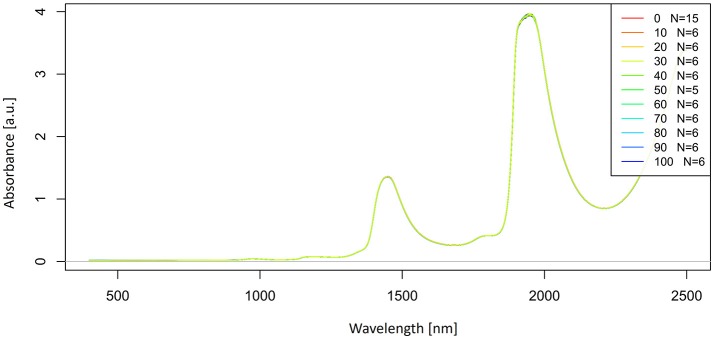 Absorbance [a.u.]
4
3
2
1
0
0 N=15
10 N=6
20 N=6
30 N=6
40 N=6
50 N=5
60 N=6
70 N=6
80 N=6
90 N=6
100 N=6
500 1000 1500 2000 2500
Wavelength [nm]